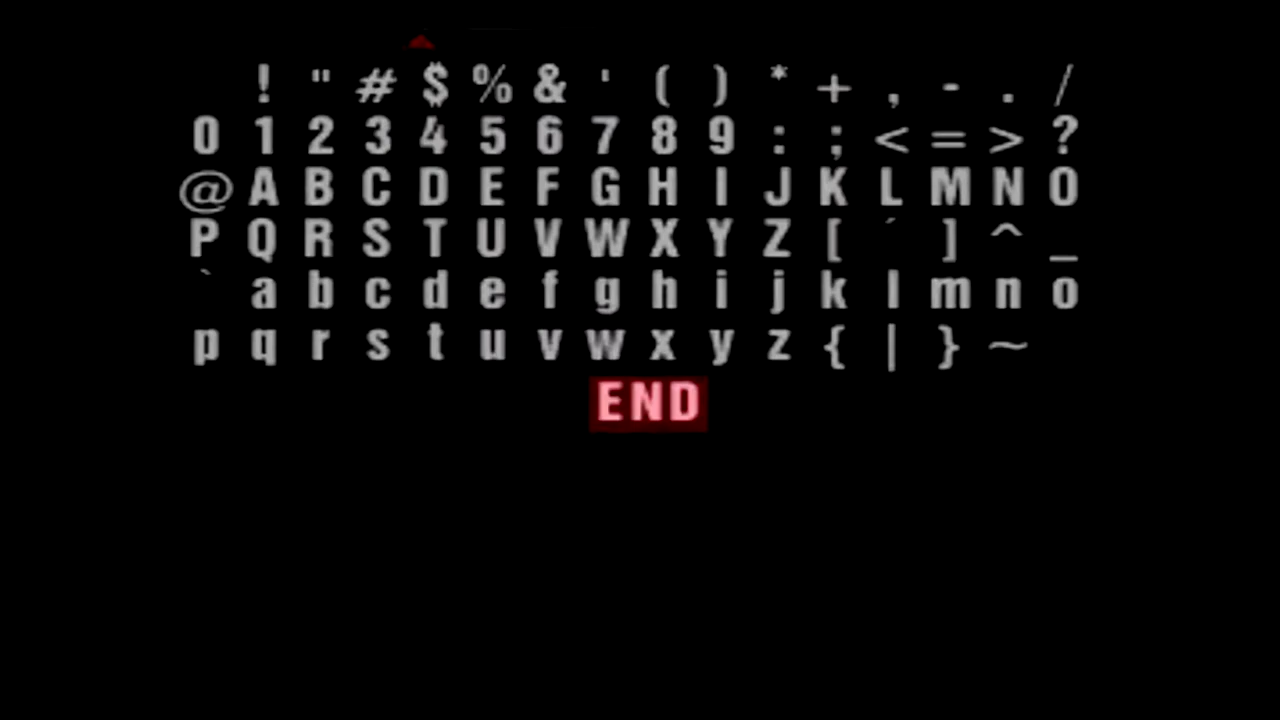 ! " # $ % & ' ( ) * + , - . /
0 1 2 3 4 5 6 7 8 9 : ; < = > ?
@ A B C D E F G H I J K L M N O
P Q R S T U V W X Y Z [ ´ ] ^ _
` a b c d e f g h i j k l m n o
p q r s t u v w x y z { | } ~
END